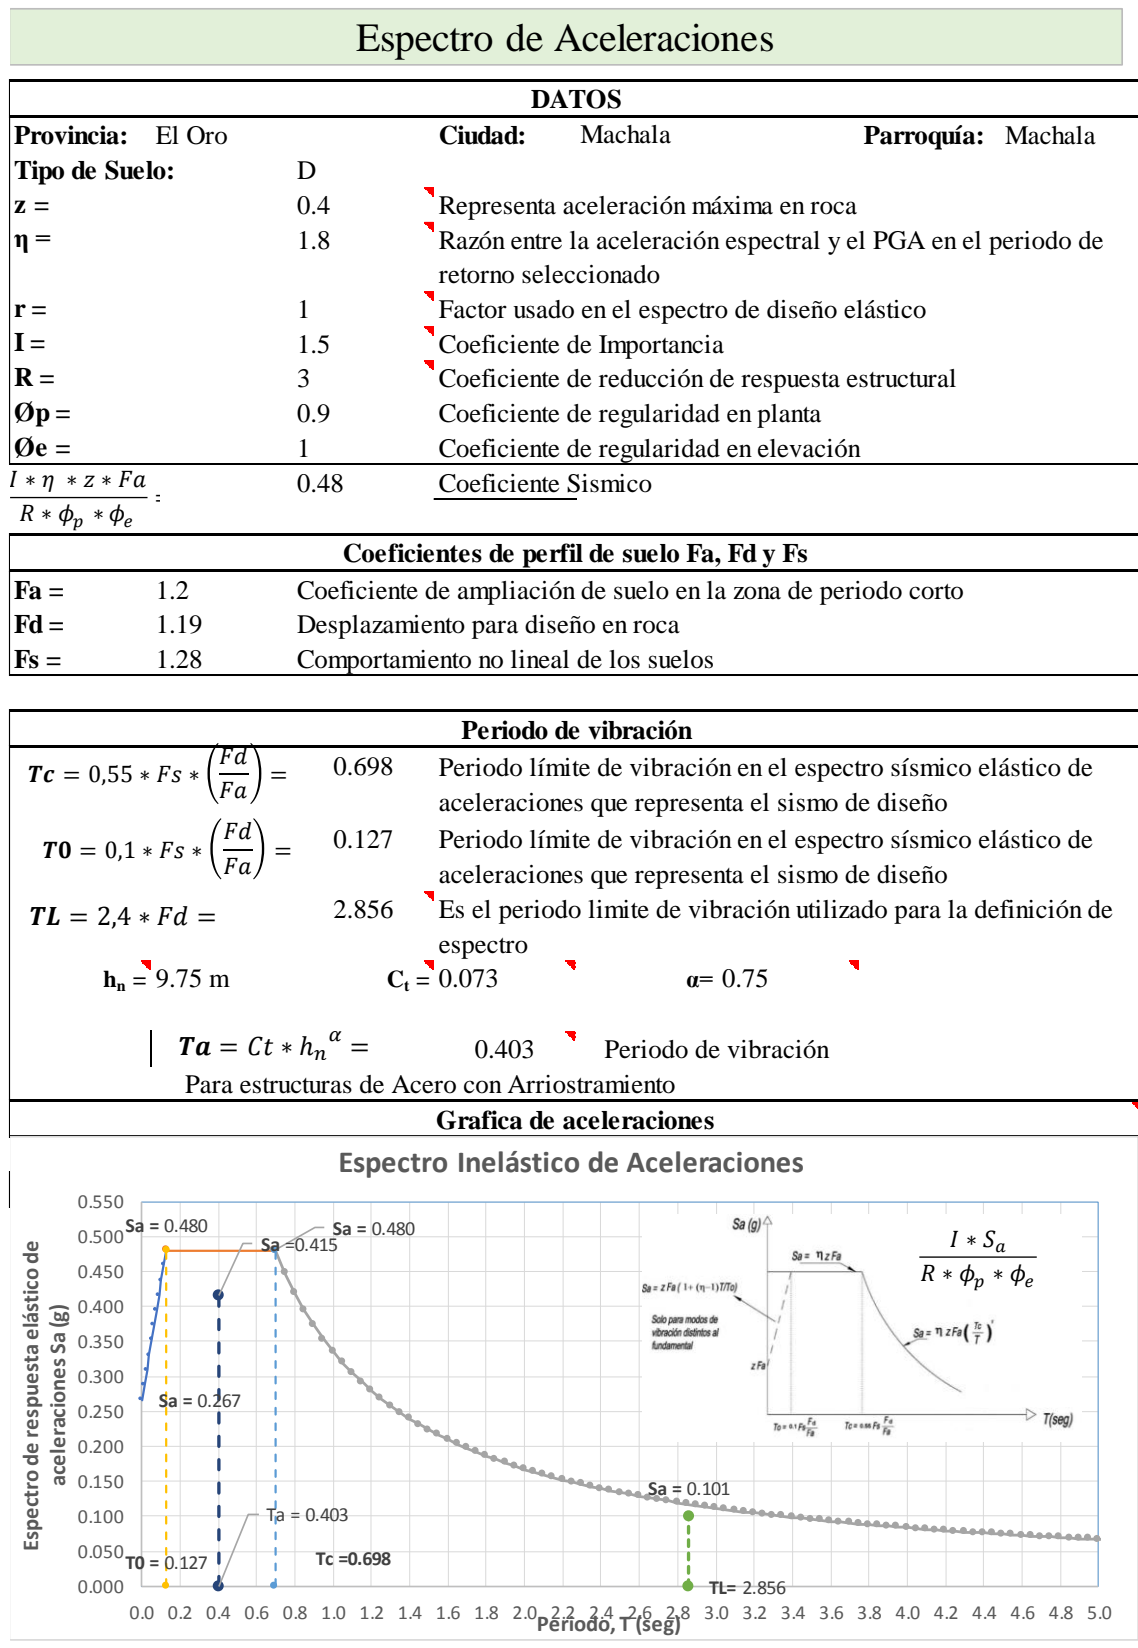 Espectro de Aceleraciones
DATOS
Provincia: El Oro Ciudad: Machala Parroquía: Machala
Tipo de Suelo: D
z = 0.4 Representa aceleración máxima en roca
η = 1.8 Razón entre la aceleración espectral y el PGA en el periodo de
retorno seleccionado
r = 1 Factor usado en el espectro de diseño elástico
I = 1.5 Coeficiente de Importancia
R = 3 Coeficiente de reducción de respuesta estructural
Øp = 0.9 Coeficiente de regularidad en planta
Øe = 1 Coeficiente de regularidad en elevación
I ∗ η ∗ z ∗ Fa
R ∗ ϕp ∗ ϕe
= 0.48 Coeficiente Sismico
Coeficientes de perfil de suelo Fa, Fd y Fs
Fa = 1.2 Coeficiente de ampliación de suelo en la zona de periodo corto
Fd = 1.19 Desplazamiento para diseño en roca
Fs = 1.28 Comportamiento no lineal de los suelos
Periodo de vibración
Tc = 0,55 ∗ Fs ∗ (Fd/Fa) = 0.698 Periodo límite de vibración en el espectro sísmico elástico de
aceleraciones que representa el sismo de diseño
T0 = 0,1 ∗ Fs ∗ (Fd/Fa) = 0.127 Periodo límite de vibración en el espectro sísmico elástico de
aceleraciones que representa el sismo de diseño
TL = 2,4 ∗ Fd = 2.856 Es el periodo limite de vibración utilizado para la definición de
espectro
hn = 9.75 m Ct = 0.073 α= 0.75
Ta = Ct ∗ hn^α = 0.403 Periodo de vibración
Para estructuras de Acero con Arriostramiento
Grafica de aceleraciones
Espectro Inelástico de Aceleraciones
Espectro de respuesta elástico de
aceleraciones Sa (g)
0.550
0.500
0.450
0.400
0.350
0.300
0.250
0.200
0.150
0.100
0.050
0.000
Sa = 0.480
Sa = 0.480
Sa =0.415
Sa = 0.267
Sa = 0.101
Ta = 0.403
T0 = 0.127
Tc =0.698
TL= 2.856
Sa (g)
Sa = η z Fa
I ∗ Sa
R ∗ ϕp ∗ ϕe
Sa = z Fa ( 1 + (η-1)T/To)
Solo para modos de
vibración distintos al
fundamental
Sa = η z Fa (Tc/T)^r
z Fa
To = 0.1 Fs Fd/Fa
Tc = 0.55 Fs Fd/Fa
T(seg)
0.0 0.2 0.4 0.6 0.8 1.0 1.2 1.4 1.6 1.8 2.0 2.2 2.4 2.6 2.8 3.0 3.2 3.4 3.6 3.8 4.0 4.2 4.4 4.6 4.8 5.0
Periodo, T (seg)